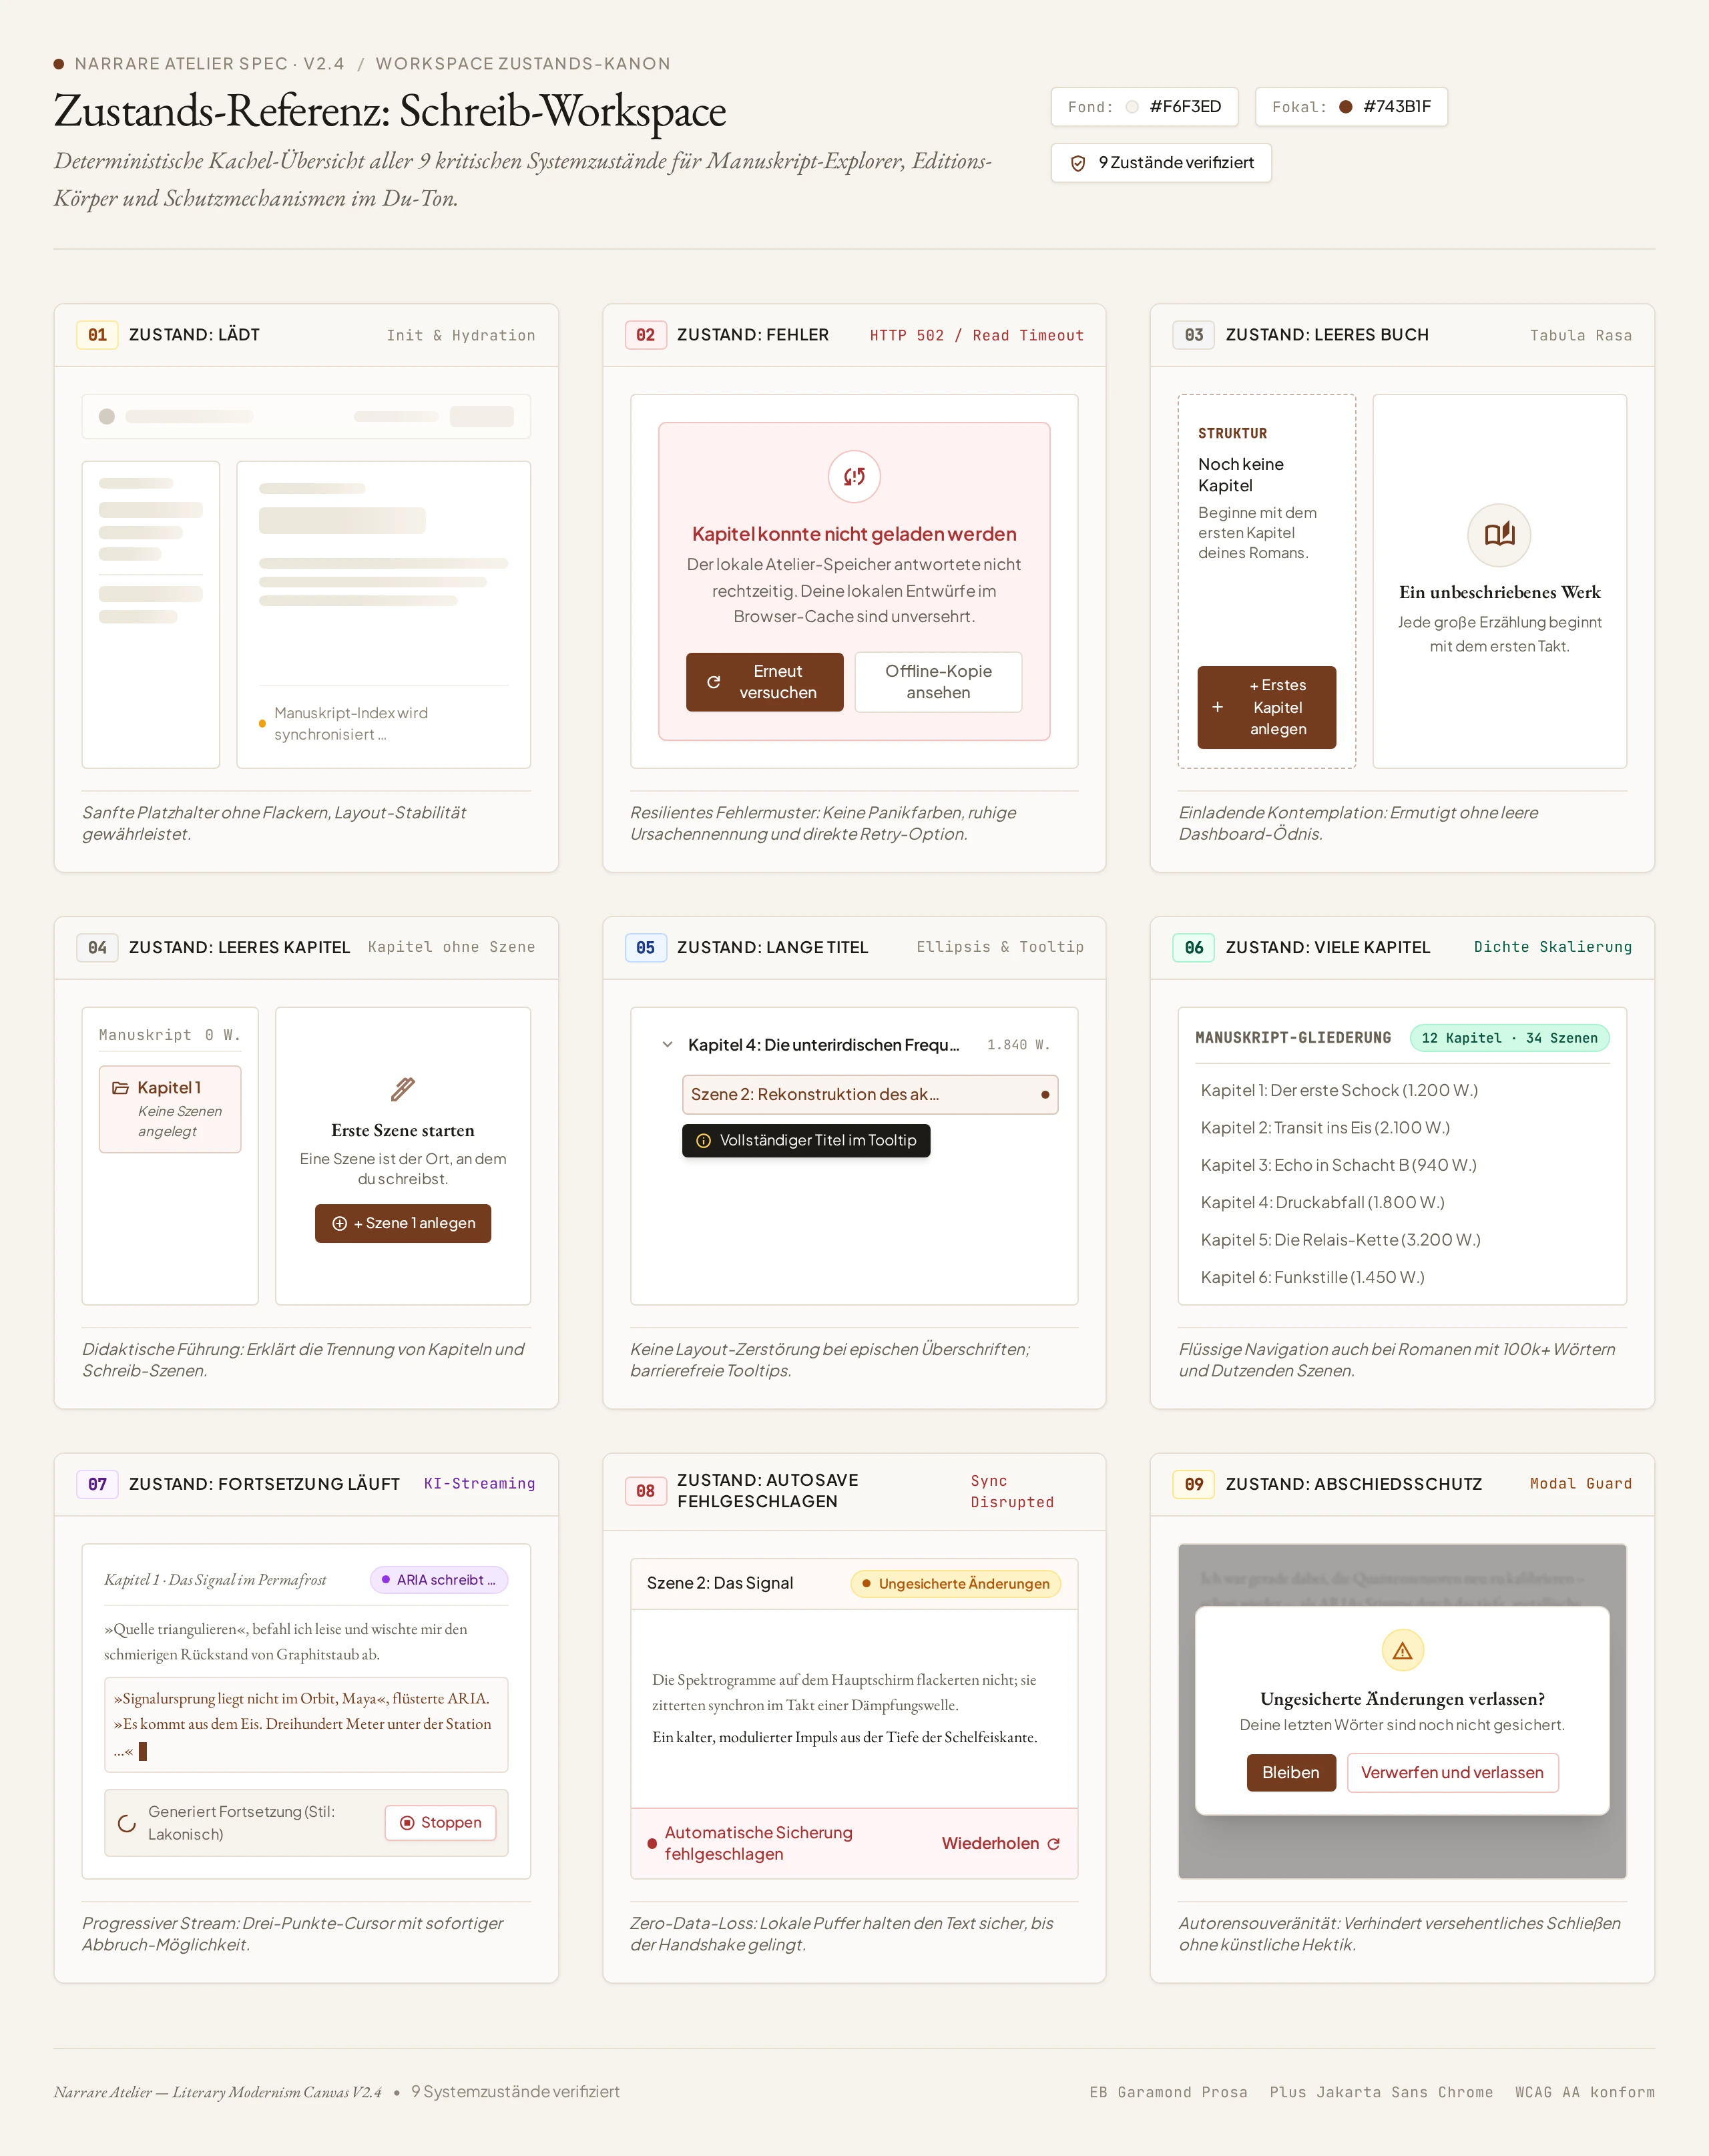 NARRARE ATELIER SPEC · V2.4 / WORKSPACE ZUSTANDS-KANON
Zustands-Referenz: Schreib-Workspace
Deterministische Kachel-Übersicht aller 9 kritischen Systemzustände für Manuskript-Explorer, Editions-
Körper und Schutzmechanismen im Du-Ton.
Fond: #F6F3ED
Fokal: #743B1F
9 Zustände verifiziert
01 ZUSTAND: LÄDT Init & Hydration
Manuskript-Index wird
synchronisiert ...
Sanfte Platzhalter ohne Flackern, Layout-Stabilität
gewährleistet.
02 ZUSTAND: FEHLER HTTP 502 / Read Timeout
Kapitel konnte nicht geladen werden
Der lokale Atelier-Speicher antwortete nicht
rechtzeitig. Deine lokalen Entwürfe im
Browser-Cache sind unversehrt.
Erneut
versuchen
Offline-Kopie
ansehen
Resilientes Fehlermuster: Keine Panikfarben, ruhige
Ursachennennung und direkte Retry-Option.
03 ZUSTAND: LEERES BUCH Tabula Rasa
STRUKTUR
Noch keine
Kapitel
Beginne mit dem
ersten Kapitel
deines Romans.
+ Erstes
Kapitel
anlegen
Ein unbeschriebenes Werk
Jede große Erzählung beginnt
mit dem ersten Takt.
Einladende Kontemplation: Ermutigt ohne leere
Dashboard-Ödnis.
04 ZUSTAND: LEERES KAPITEL Kapitel ohne Szene
Manuskript 0 W.
Kapitel 1
Keine Szenen
angelegt
Erste Szene starten
Eine Szene ist der Ort, an dem
du schreibst.
+ Szene 1 anlegen
Didaktische Führung: Erklärt die Trennung von Kapiteln und
Schreib-Szenen.
05 ZUSTAND: LANGE TITEL Ellipsis & Tooltip
Kapitel 4: Die unterirdischen Frequ... 1.840 W.
Szene 2: Rekonstruktion des ak...
Vollständiger Titel im Tooltip
Keine Layout-Zerstörung bei epischen Überschriften;
barrierefreie Tooltips.
06 ZUSTAND: VIELE KAPITEL Dichte Skalierung
MANUSKRIPT-GLIEDERUNG 12 Kapitel · 34 Szenen
Kapitel 1: Der erste Schock (1.200 W.)
Kapitel 2: Transit ins Eis (2.100 W.)
Kapitel 3: Echo in Schacht B (940 W.)
Kapitel 4: Druckabfall (1.800 W.)
Kapitel 5: Die Relais-Kette (3.200 W.)
Kapitel 6: Funkstille (1.450 W.)
Flüssige Navigation auch bei Romanen mit 100k+ Wörtern
und Dutzenden Szenen.
07 ZUSTAND: FORTSETZUNG LÄUFT KI-Streaming
Kapitel 1 · Das Signal im Permafrost ARIA schreibt ...
»Quelle triangulieren«, befahl ich leise und wischte mir den
schmierigen Rückstand von Graphitstaub ab.
»Signalursprung liegt nicht im Orbit, Maya«, flüsterte ARIA.
»Es kommt aus dem Eis. Dreihundert Meter unter der Station
...«
Generiert Fortsetzung (Stil:
Lakonisch)
Stoppen
Progressiver Stream: Drei-Punkte-Cursor mit sofortiger
Abbruch-Möglichkeit.
08 ZUSTAND: AUTOSAVE
FEHLGESCHLAGEN
Sync
Disrupted
Szene 2: Das Signal Ungesicherte Änderungen
Die Spektrogramme auf dem Hauptschirm flackerten nicht; sie
zitterten synchron im Takt einer Dämpfungswelle.
Ein kalter, modulierter Impuls aus der Tiefe der Schelfeiskante.
Automatische Sicherung
fehlgeschlagen
Wiederholen
Zero-Data-Loss: Lokale Puffer halten den Text sicher, bis
der Handshake gelingt.
09 ZUSTAND: ABSCHIEDSSCHUTZ Modal Guard
Ich war gerade dabei, die
Ungesicherte Änderungen verlassen?
Deine letzten Wörter sind noch nicht gesichert.
Bleiben
Verwerfen und verlassen
Autorensouveränität: Verhindert versehentliches Schließen
ohne künstliche Hektik.
Narrare Atelier — Literary Modernism Canvas V2.4 • 9 Systemzustände verifiziert
EB Garamond Prosa Plus Jakarta Sans Chrome WCAG AA konform